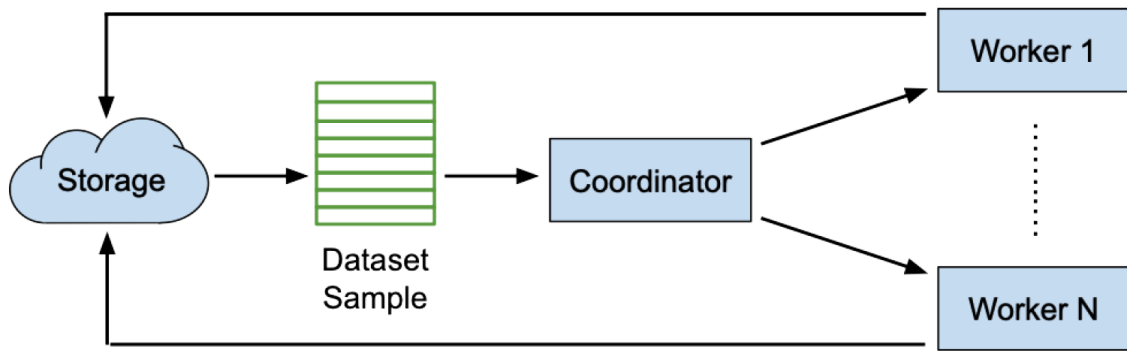 Worker 1
Storage
Coordinator
Dataset
Sample
Worker N